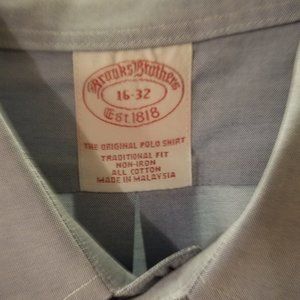 Brooks Brothers
16-32
Est. 1818
THE ORIGINAL POLO SHIRT
TRADITIONAL FIT
NON-IRON
ALL COTTON
MADE IN MALAYSIA